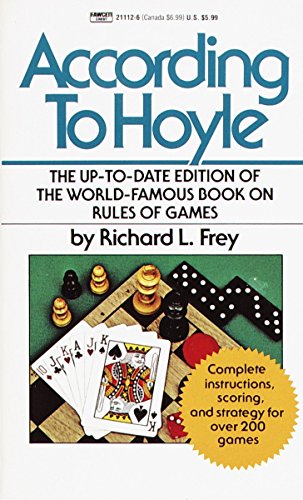 FAWCETT
CREST
21112-6 (Canada $6.99) U.S. $5.99
According
To Hoyle
THE UP-TO-DATE EDITION OF
THE WORLD-FAMOUS BOOK ON
RULES OF GAMES
by Richard L. Frey
10
J
K
A
J
K
K
Complete
instructions,
scoring,
and strategy for
over 200
games